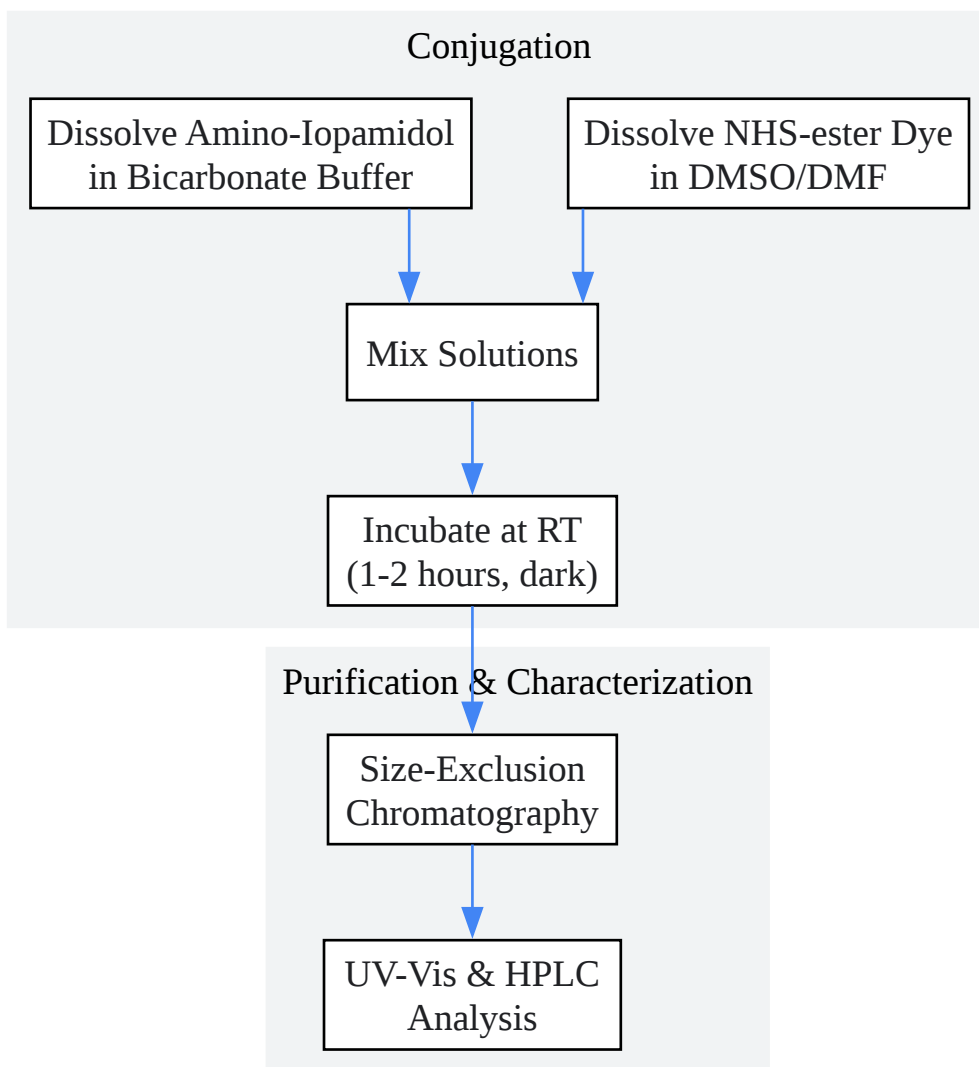 Conjugation
Dissolve Amino-Iopamidol
in Bicarbonate Buffer
Dissolve NHS-ester Dye
in DMSO/DMF
Mix Solutions
Incubate at RT
(1-2 hours, dark)
Purification & Characterization
Size-Exclusion
Chromatography
UV-Vis & HPLC
Analysis